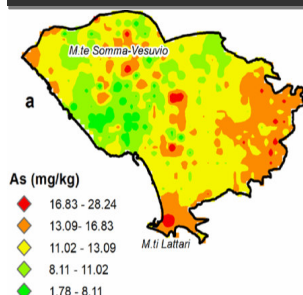 M.te Somma-Vesuvio
a
As (mg/kg)
16.83 - 28.24
13.09- 16.83
11.02 - 13.09
8.11 - 11.02
1.78 - 8.11
M.ti Lattari